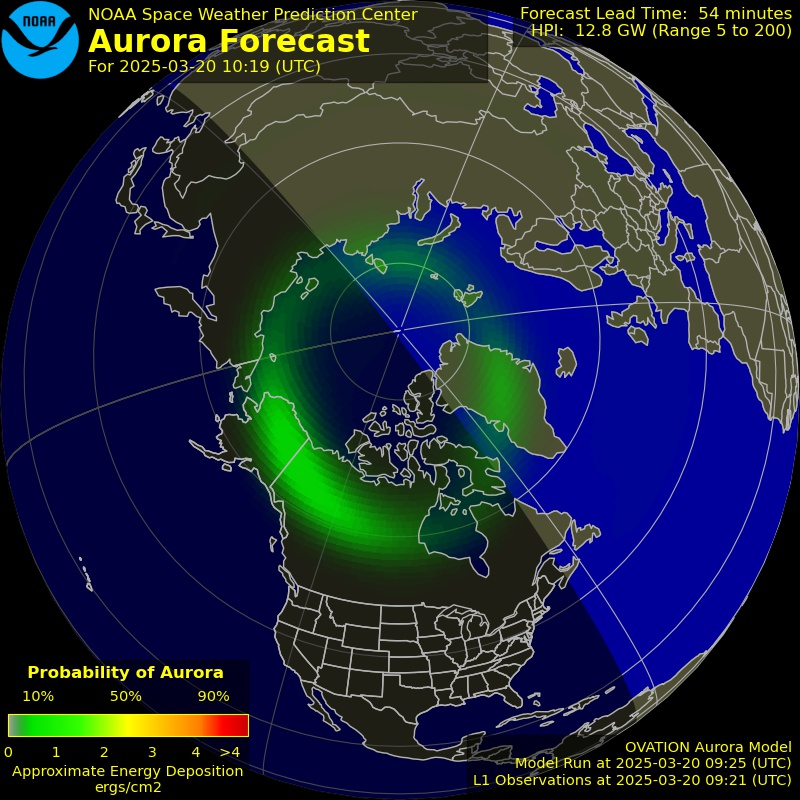 NOAA
NOAA Space Weather Prediction Center
Aurora Forecast
For 2025-03-20 10:19 (UTC)
Forecast Lead Time:  54 minutes
HPI:  12.8 GW (Range 5 to 200)
Probability of Aurora
10% 50% 90%
0 1 2 3 4 >4
Approximate Energy Deposition
ergs/cm2
OVATION Aurora Model
Model Run at 2025-03-20 09:25 (UTC)
L1 Observations at 2025-03-20 09:21 (UTC)